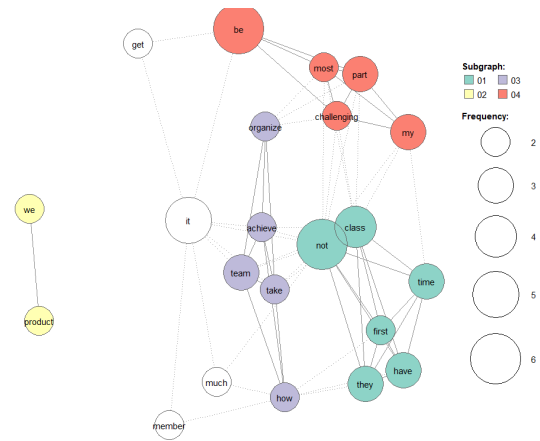 be
get
most
part
challenging
organize
my
we
it
achieve
class
not
team
take
time
product
first
have
much
they
how
member
Subgraph:
01 03
02 04
Frequency:
2
3
4
5
6